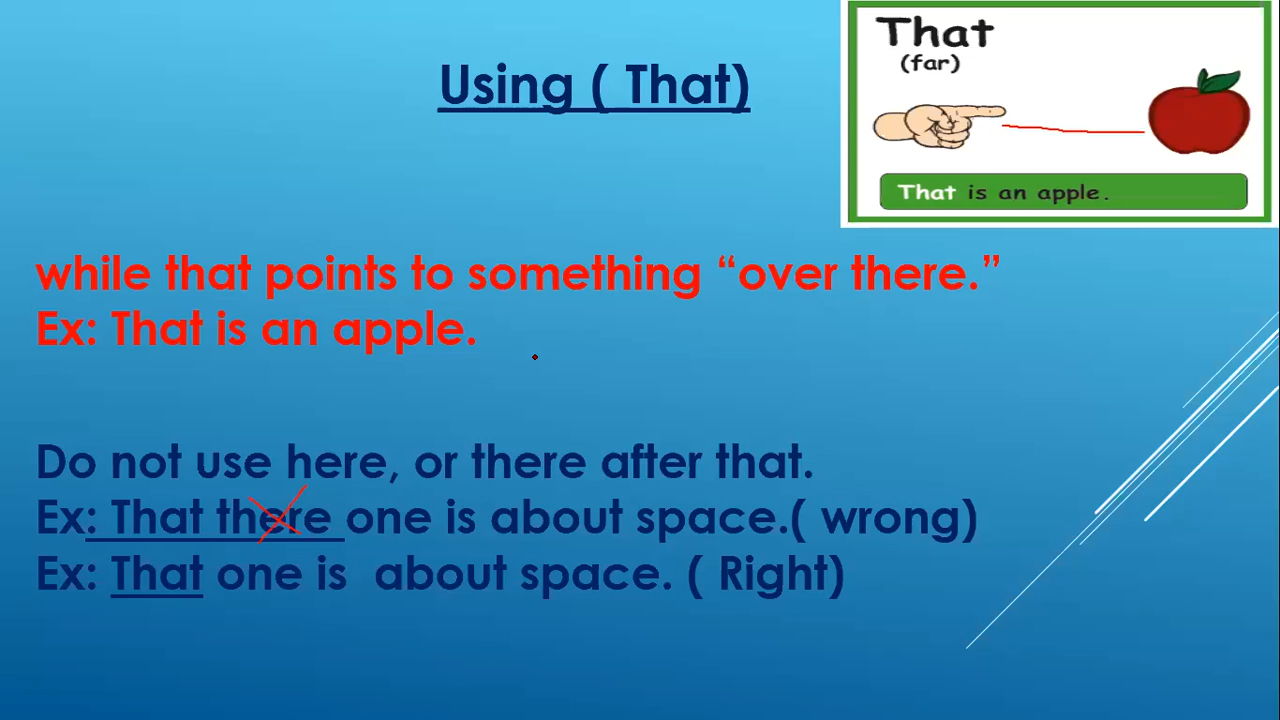 Using ( That)
That
(far)
That is an apple.
while that points to something “over there.”
Ex: That is an apple.
Do not use here, or there after that.
Ex: That there one is about space.( wrong)
Ex: That one is  about space. ( Right)